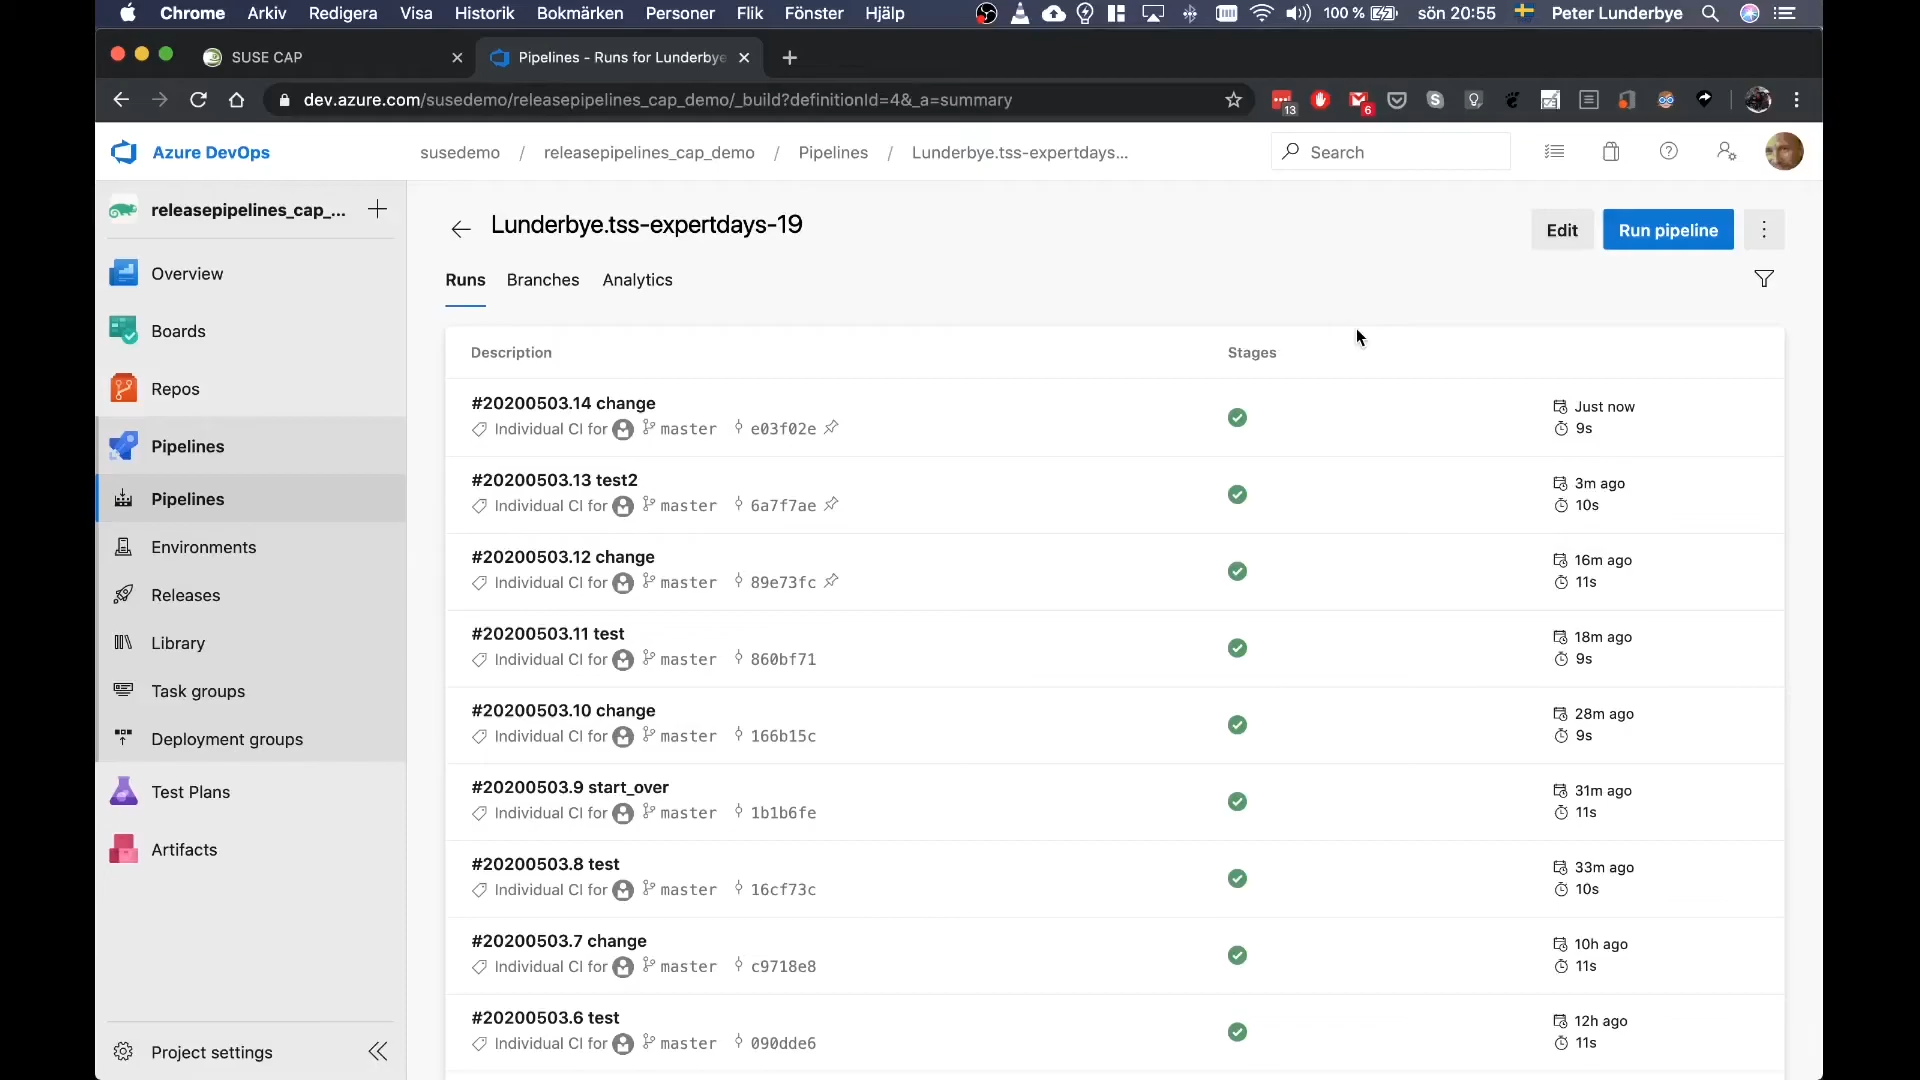 Chrome Arkiv Redigera Visa Historik Bokmärken Personer Flik Fönster Hjälp 100 % sön 20:55 Peter Lunderbye
SUSE CAP
Pipelines - Runs for Lunderbye
dev.azure.com/susedemo/releasepipelines_cap_demo/_build?definitionId=4&_a=summary
13
6
Azure DevOps
susedemo / releasepipelines_cap_demo / Pipelines / Lunderbye.tss-expertdays...
Search
releasepipelines_cap_...
Overview
Boards
Repos
Pipelines
Pipelines
Environments
Releases
Library
Task groups
Deployment groups
Test Plans
Artifacts
Project settings
Lunderbye.tss-expertdays-19
Edit
Run pipeline
Runs Branches Analytics
Description Stages
#20200503.14 change
Individual CI for master e03f02e
Just now
9s
#20200503.13 test2
Individual CI for master 6a7f7ae
3m ago
10s
#20200503.12 change
Individual CI for master 89e73fc
16m ago
11s
#20200503.11 test
Individual CI for master 860bf71
18m ago
9s
#20200503.10 change
Individual CI for master 166b15c
28m ago
9s
#20200503.9 start_over
Individual CI for master 1b1b6fe
31m ago
11s
#20200503.8 test
Individual CI for master 16cf73c
33m ago
10s
#20200503.7 change
Individual CI for master c9718e8
10h ago
11s
#20200503.6 test
Individual CI for master 090dde6
12h ago
11s